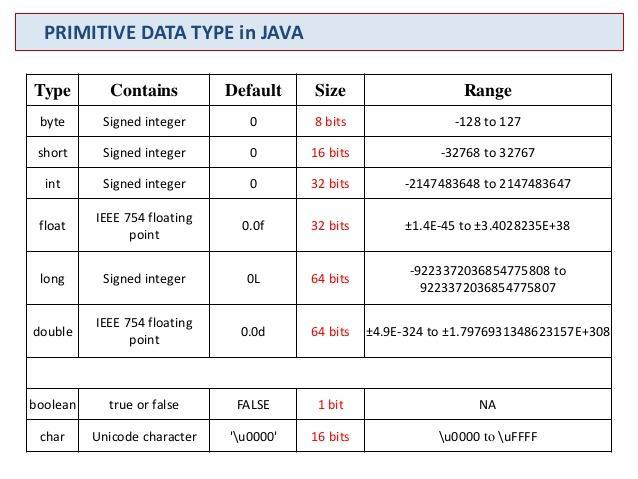 PRIMITIVE DATA TYPE in JAVA
Type Contains Default Size Range
byte Signed integer 0 8 bits -128 to 127
short Signed integer 0 16 bits -32768 to 32767
int Signed integer 0 32 bits -2147483648 to 2147483647
float IEEE 754 floating point 0.0f 32 bits ±1.4E-45 to ±3.4028235E+38
long Signed integer 0L 64 bits -9223372036854775808 to 9223372036854775807
double IEEE 754 floating point 0.0d 64 bits ±4.9E-324 to ±1.7976931348623157E+308
boolean true or false FALSE 1 bit NA
char Unicode character '\u0000' 16 bits \u0000 to \uFFFF